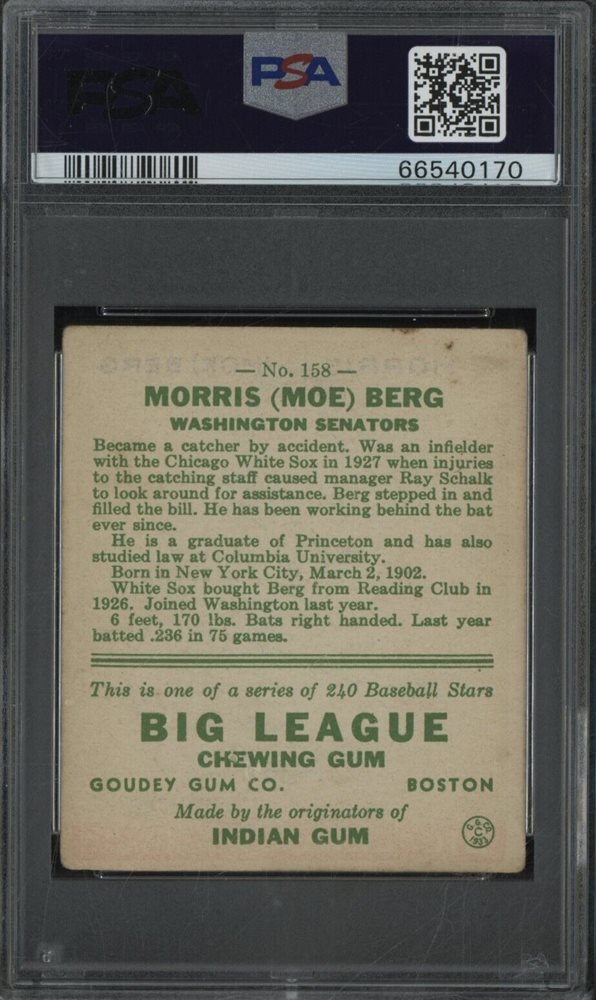 PSA
PSA
66540170
— No. 158 —
MORRIS (MOE) BERG
WASHINGTON SENATORS
Became a catcher by accident. Was an infielder
with the Chicago White Sox in 1927 when injuries
to the catching staff caused manager Ray Schalk
to look around for assistance. Berg stepped in and
filled the bill. He has been working behind the bat
ever since.
He is a graduate of Princeton and has also
studied law at Columbia University.
Born in New York City, March 2, 1902.
White Sox bought Berg from Reading Club in
1926. Joined Washington last year.
6 feet, 170 lbs. Bats right handed. Last year
batted .236 in 75 games.
This is one of a series of 240 Baseball Stars
BIG LEAGUE
CHEWING GUM
GOUDEY GUM CO. BOSTON
Made by the originators of
INDIAN GUM
G. G. CO.
C
1933